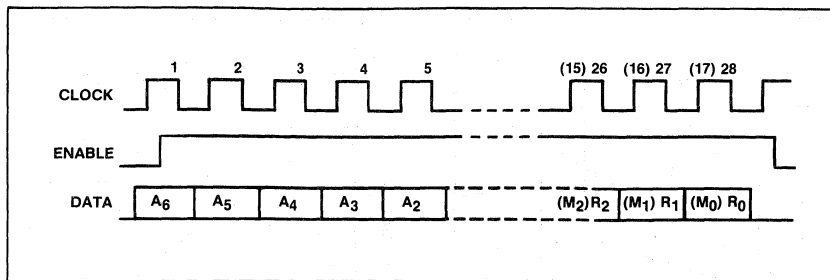 1 2 3 4 5 (15) 26 (16) 27 (17) 28
CLOCK
ENABLE
DATA A6 A5 A4 A3 A2 (M2) R2 (M1) R1 (M0) R0